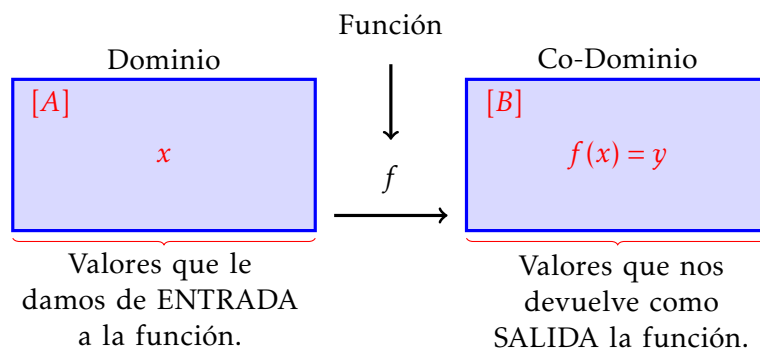 Función
Dominio
Co-Dominio
[A]
[B]
x
f(x) = y
f
Valores que le
damos de ENTRADA
a la función.
Valores que nos
devuelve como
SALIDA la función.